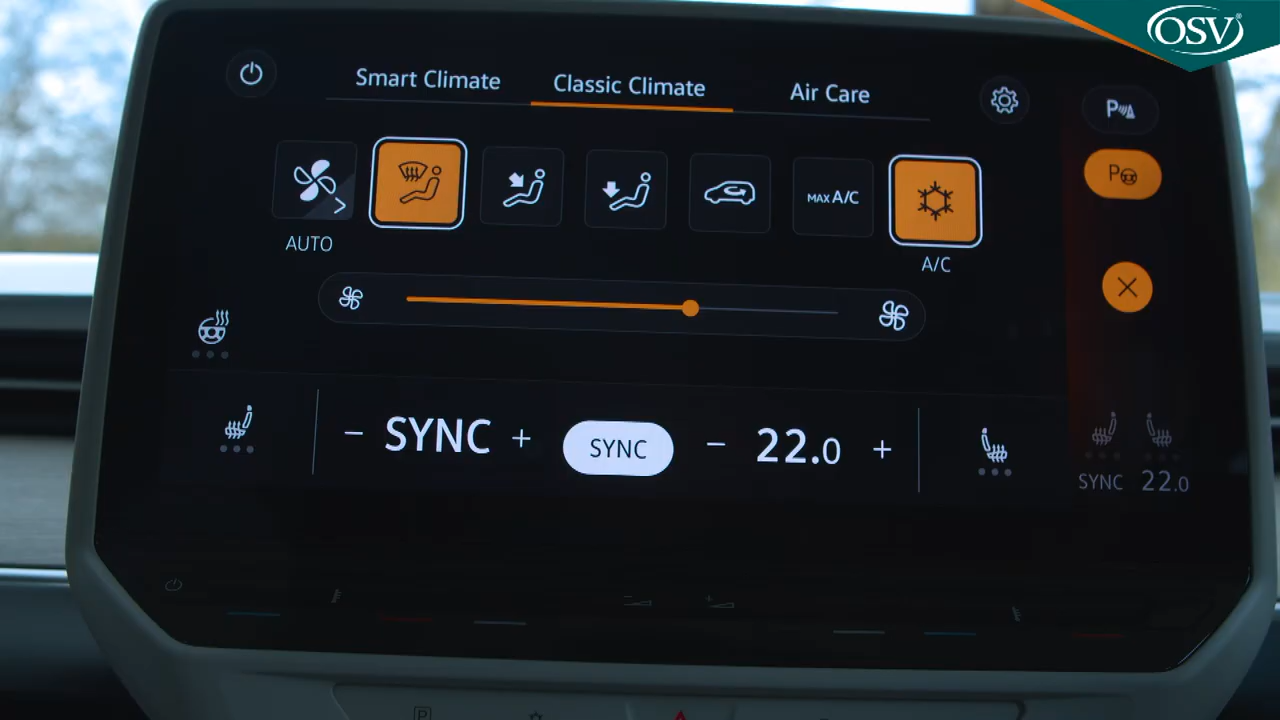 OSV
Smart Climate
Classic Climate
Air Care
MAX A/C
AUTO
A/C
P
P
− SYNC +
SYNC
− 22.0 +
SYNC 22.0
P